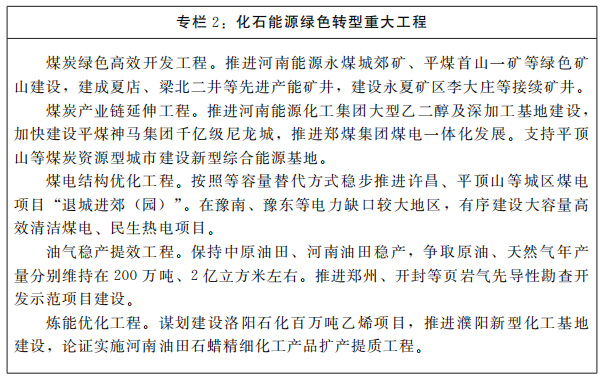 专栏2：化石能源绿色转型重大工程
煤炭绿色高效开发工程。推进河南能源永煤城郊矿、平煤首山一矿等绿色矿
山建设，建成夏店、梁北二井等先进产能矿井，建设永夏矿区李大庄等接续矿井。
煤炭产业链延伸工程。推进河南能源化工集团大型乙二醇及深加工基地建设，
加快建设平煤神马集团千亿级尼龙城，推进郑煤集团煤电一体化发展。支持平顶
山等煤炭资源型城市建设新型综合能源基地。
煤电结构优化工程。按照等容量替代方式稳步推进许昌、平顶山等城区煤电
项目“退城进郊（园）”。在豫南、豫东等电力缺口较大地区，有序建设大容量高
效清洁煤电、民生热电项目。
油气稳产提效工程。保持中原油田、河南油田稳产，争取原油、天然气年产
量分别维持在200万吨、2亿立方米左右。推进郑州、开封等页岩气先导性勘查开
发示范项目建设。
炼能优化工程。谋划建设洛阳石化百万吨乙烯项目，推进濮阳新型化工基地
建设，论证实施河南油田石蜡精细化工产品扩产提质工程。